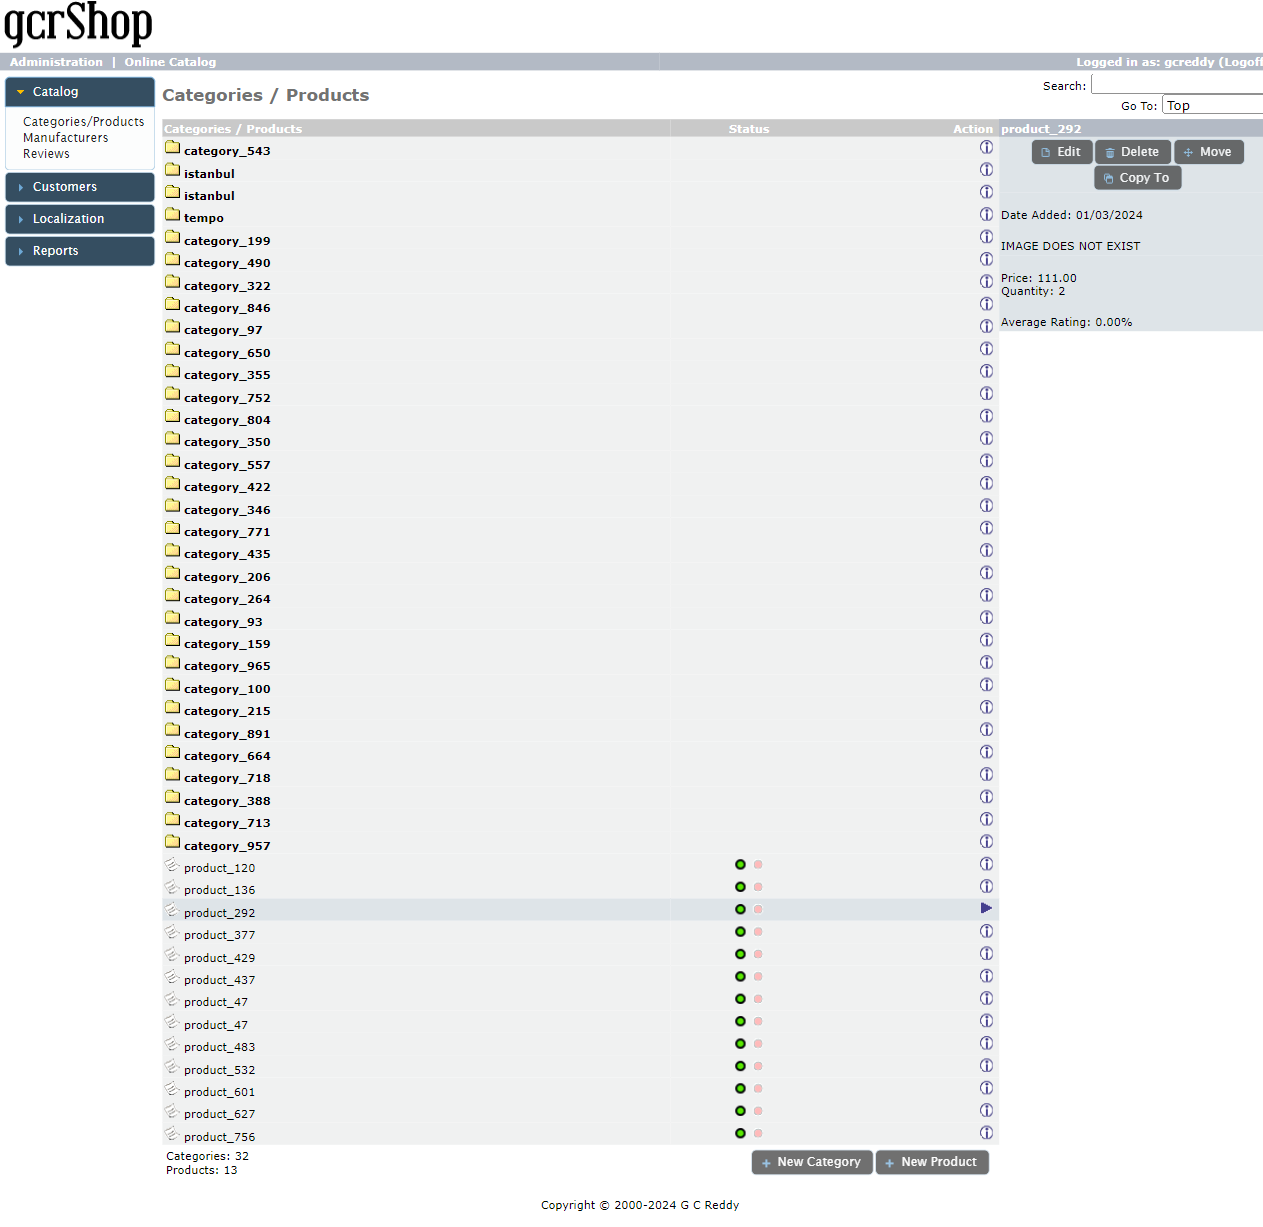 gcrShop
Administration | Online Catalog
Logged in as: gcreddy (Logoff
Catalog
Categories/Products
Manufacturers
Reviews
Customers
Localization
Reports
Categories / Products
Search:
Go To: Top
Categories / Products Status Action
category_543
istanbul
istanbul
tempo
category_199
category_490
category_322
category_846
category_97
category_650
category_355
category_752
category_804
category_350
category_557
category_422
category_346
category_771
category_435
category_206
category_264
category_93
category_159
category_965
category_100
category_215
category_891
category_664
category_718
category_388
category_713
category_957
product_120
product_136
product_292
product_377
product_429
product_437
product_47
product_47
product_483
product_532
product_601
product_627
product_756
Categories: 32
Products: 13
New Category New Product
product_292
Edit Delete Move
Copy To
Date Added: 01/03/2024
IMAGE DOES NOT EXIST
Price: 111.00
Quantity: 2
Average Rating: 0.00%
Copyright © 2000-2024 G C Reddy